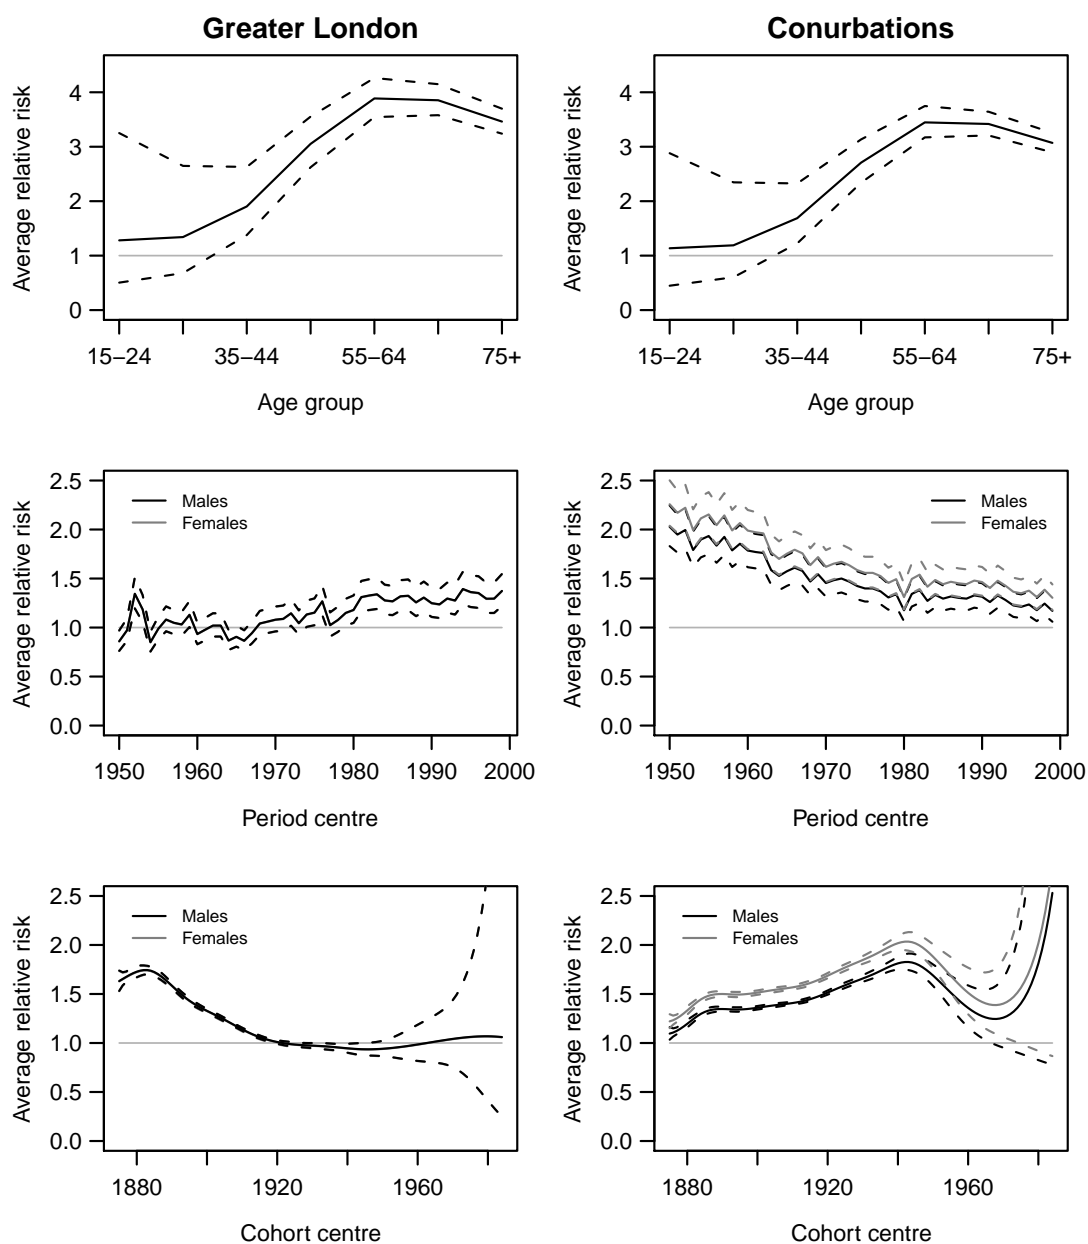 Greater London
Average relative risk
4
3
2
1
0
15–24 35–44 55–64 75+
Age group
Conurbations
Average relative risk
4
3
2
1
0
15–24 35–44 55–64 75+
Age group
Average relative risk
2.5
2.0
1.5
1.0
0.5
0.0
Males
Females
1950 1960 1970 1980 1990 2000
Period centre
Average relative risk
2.5
2.0
1.5
1.0
0.5
0.0
Males
Females
1950 1960 1970 1980 1990 2000
Period centre
Average relative risk
2.5
2.0
1.5
1.0
0.5
0.0
Males
Females
1880 1920 1960
Cohort centre
Average relative risk
2.5
2.0
1.5
1.0
0.5
0.0
Males
Females
1880 1920 1960
Cohort centre